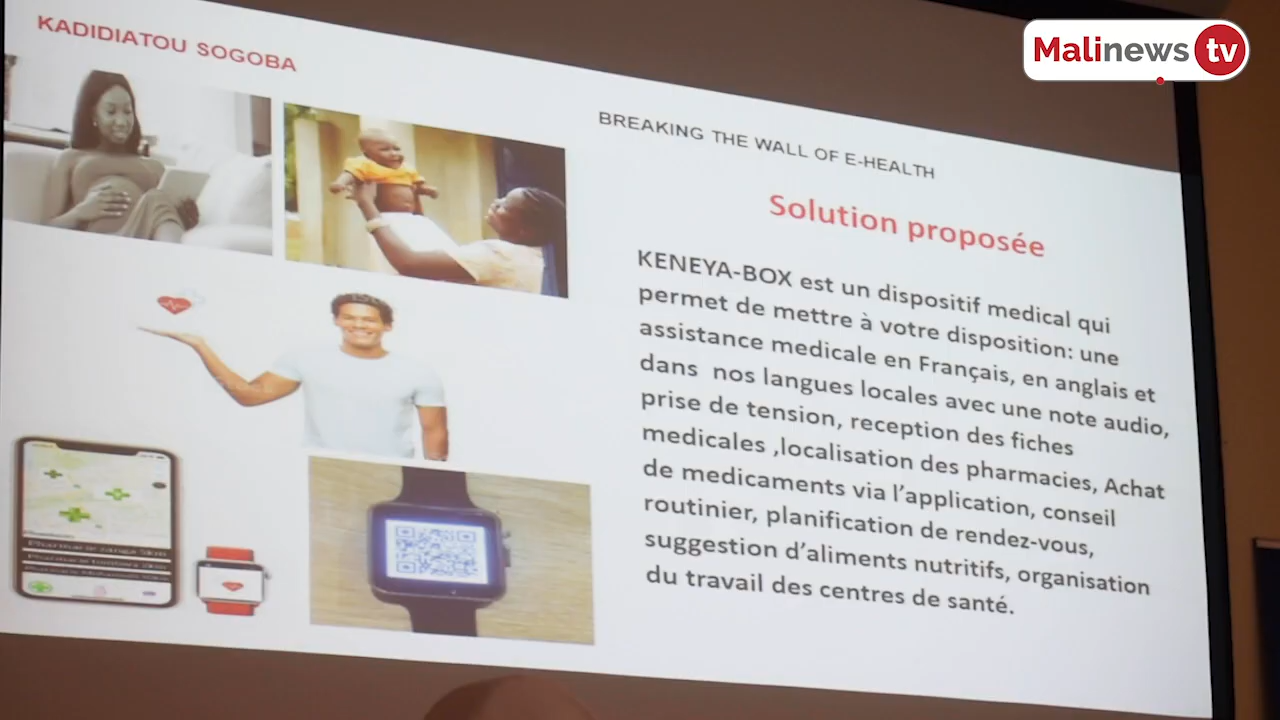 Malinews tv
KADIDIATOU SOGOBA
BREAKING THE WALL OF E-HEALTH
Solution proposée
KENEYA-BOX est un dispositif medical qui
permet de mettre à votre disposition: une
assistance medicale en Français, en anglais et
dans nos langues locales avec une note audio,
prise de tension, reception des fiches
medicales ,localisation des pharmacies, Achat
de medicaments via l’application, conseil
routinier, planification de rendez-vous,
suggestion d’aliments nutritifs, organisation
du travail des centres de santé.